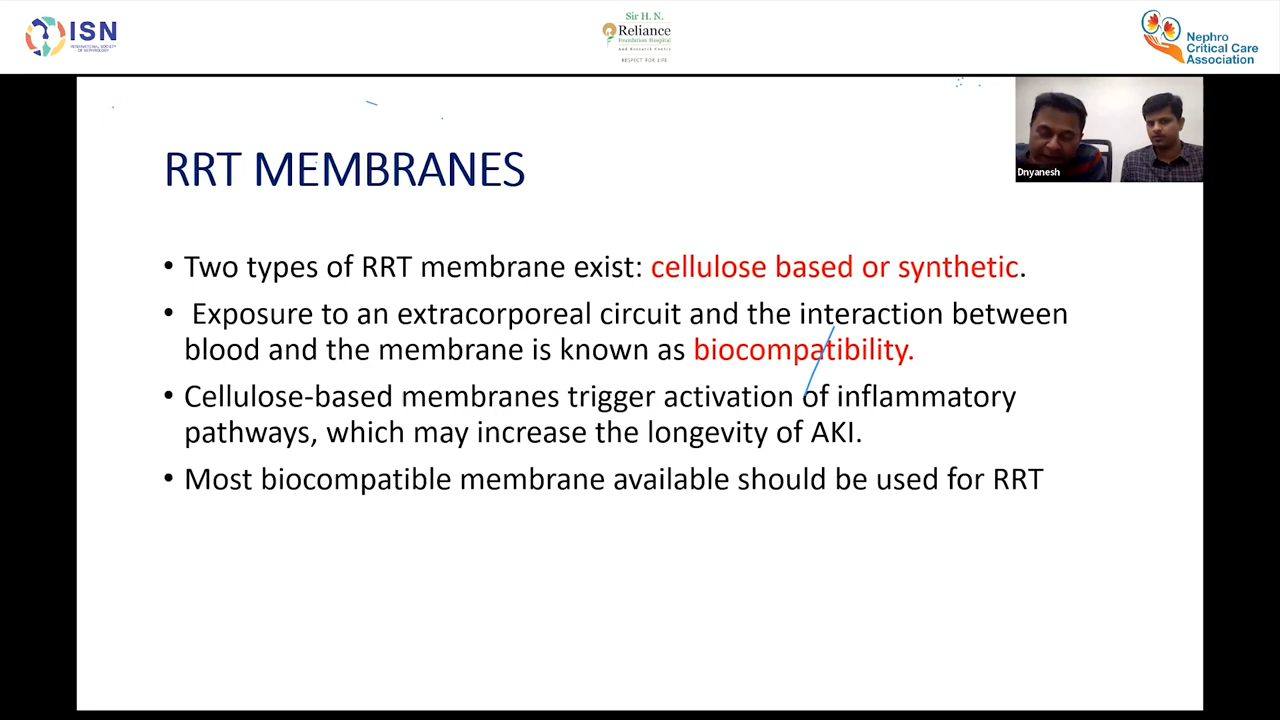 ISN
INTERNATIONAL SOCIETY
OF NEPHROLOGY
Sir H. N.
Reliance
Foundation Hospital
And Research Centre
RESPECT FOR LIFE
Nephro
Critical Care
Association
Dnyanesh
RRT MEMBRANES
• Two types of RRT membrane exist: cellulose based or synthetic.
• Exposure to an extracorporeal circuit and the interaction between
blood and the membrane is known as biocompatibility.
• Cellulose-based membranes trigger activation of inflammatory
pathways, which may increase the longevity of AKI.
• Most biocompatible membrane available should be used for RRT